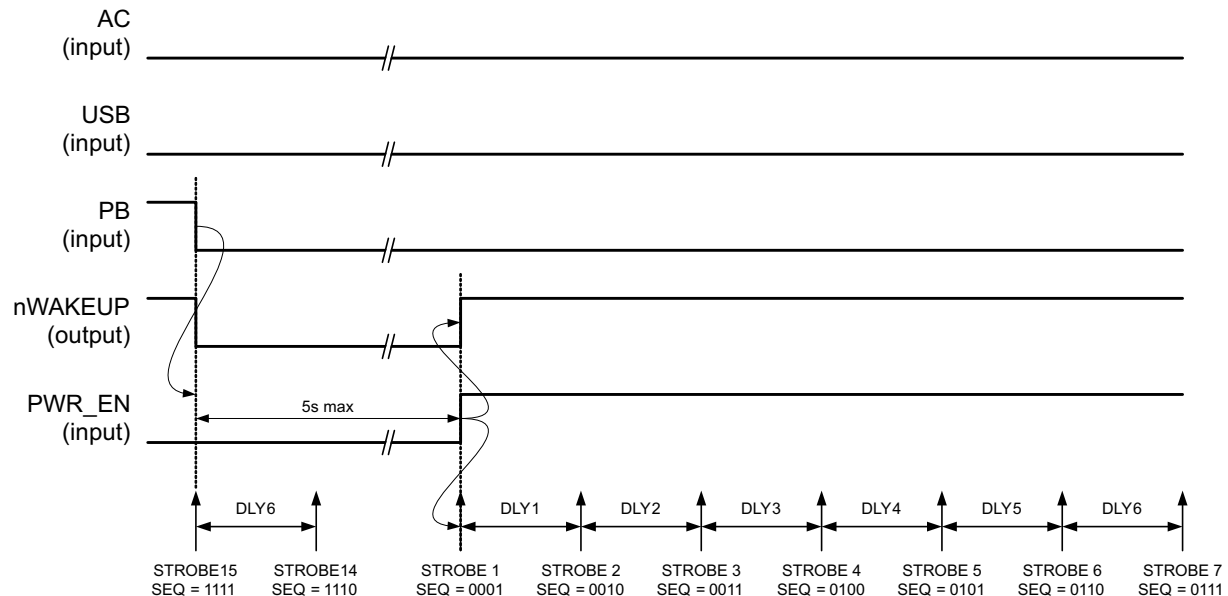 AC
(input)
USB
(input)
PB
(input)
nWAKEUP
(output)
PWR_EN
(input)
5s max
DLY6
DLY1
DLY2
DLY3
DLY4
DLY5
DLY6
STROBE15
SEQ = 1111
STROBE14
SEQ = 1110
STROBE 1
SEQ = 0001
STROBE 2
SEQ = 0010
STROBE 3
SEQ = 0011
STROBE 4
SEQ = 0100
STROBE 5
SEQ = 0101
STROBE 6
SEQ = 0110
STROBE 7
SEQ = 0111